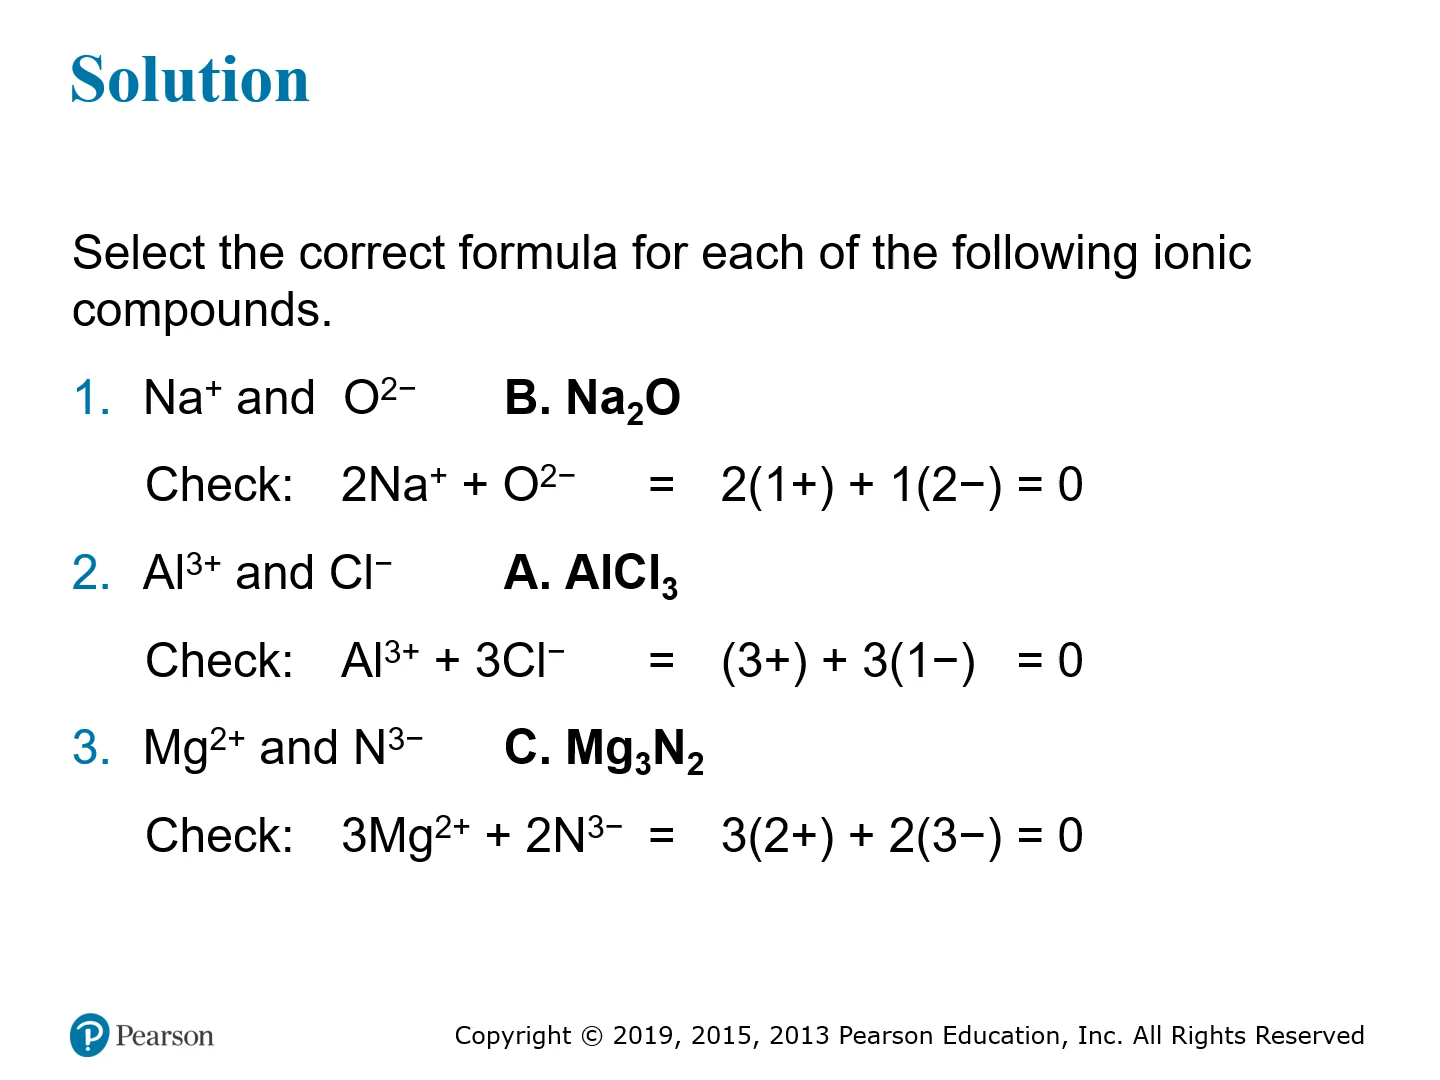 Solution
Select the correct formula for each of the following ionic
compounds.
1. Na⁺ and O²⁻ B. Na₂O
Check: 2Na⁺ + O²⁻ = 2(1+) + 1(2−) = 0
2. Al³⁺ and Cl⁻ A. AlCl₃
Check: Al³⁺ + 3Cl⁻ = (3+) + 3(1−) = 0
3. Mg²⁺ and N³⁻ C. Mg₃N₂
Check: 3Mg²⁺ + 2N³⁻ = 3(2+) + 2(3−) = 0
Pearson
Copyright © 2019, 2015, 2013 Pearson Education, Inc. All Rights Reserved